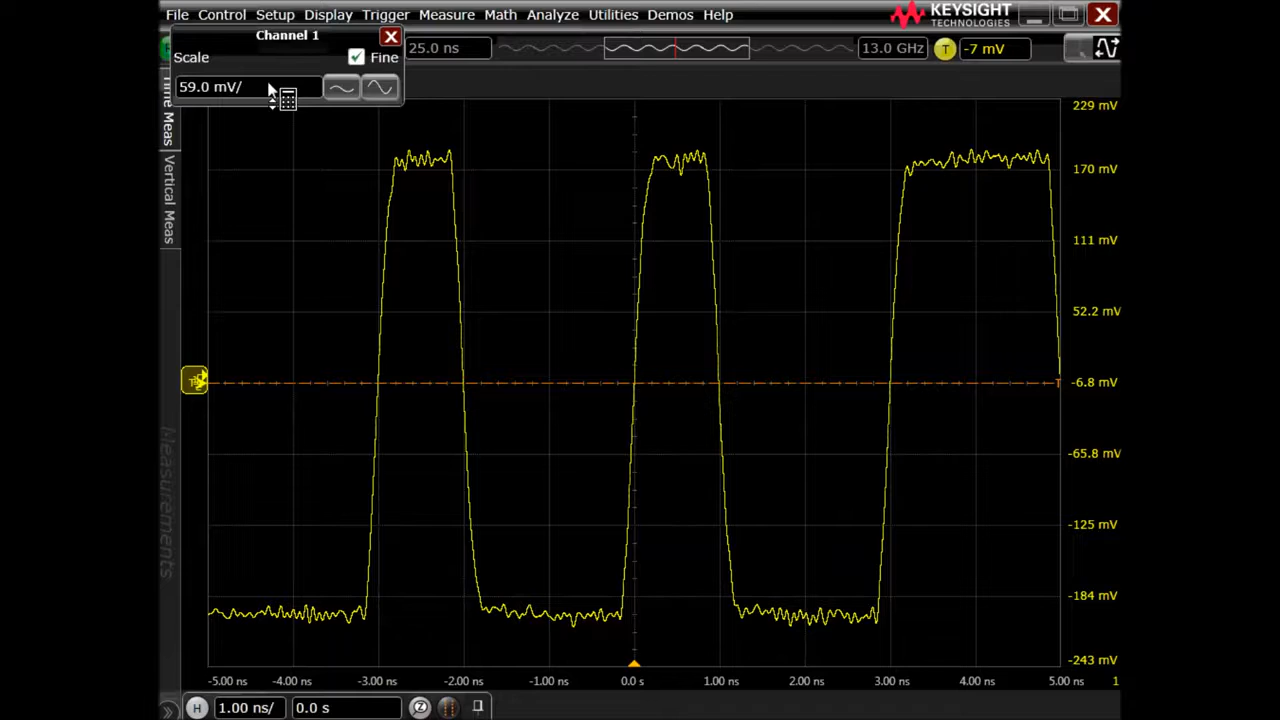 File Control Setup Display Trigger Measure Math Analyze Utilities Demos Help
KEYSIGHT
TECHNOLOGIES
Channel 1
Scale
Fine
59.0 mV/
25.0 ns
13.0 GHz
T
-7 mV
Time Meas
Vertical Meas
Measurements
229 mV
170 mV
111 mV
52.2 mV
-6.8 mV
-65.8 mV
-125 mV
-184 mV
-243 mV
T
-5.00 ns -4.00 ns -3.00 ns -2.00 ns -1.00 ns 0.0 s 1.00 ns 2.00 ns 3.00 ns 4.00 ns 5.00 ns 1
H 1.00 ns/ 0.0 s Z